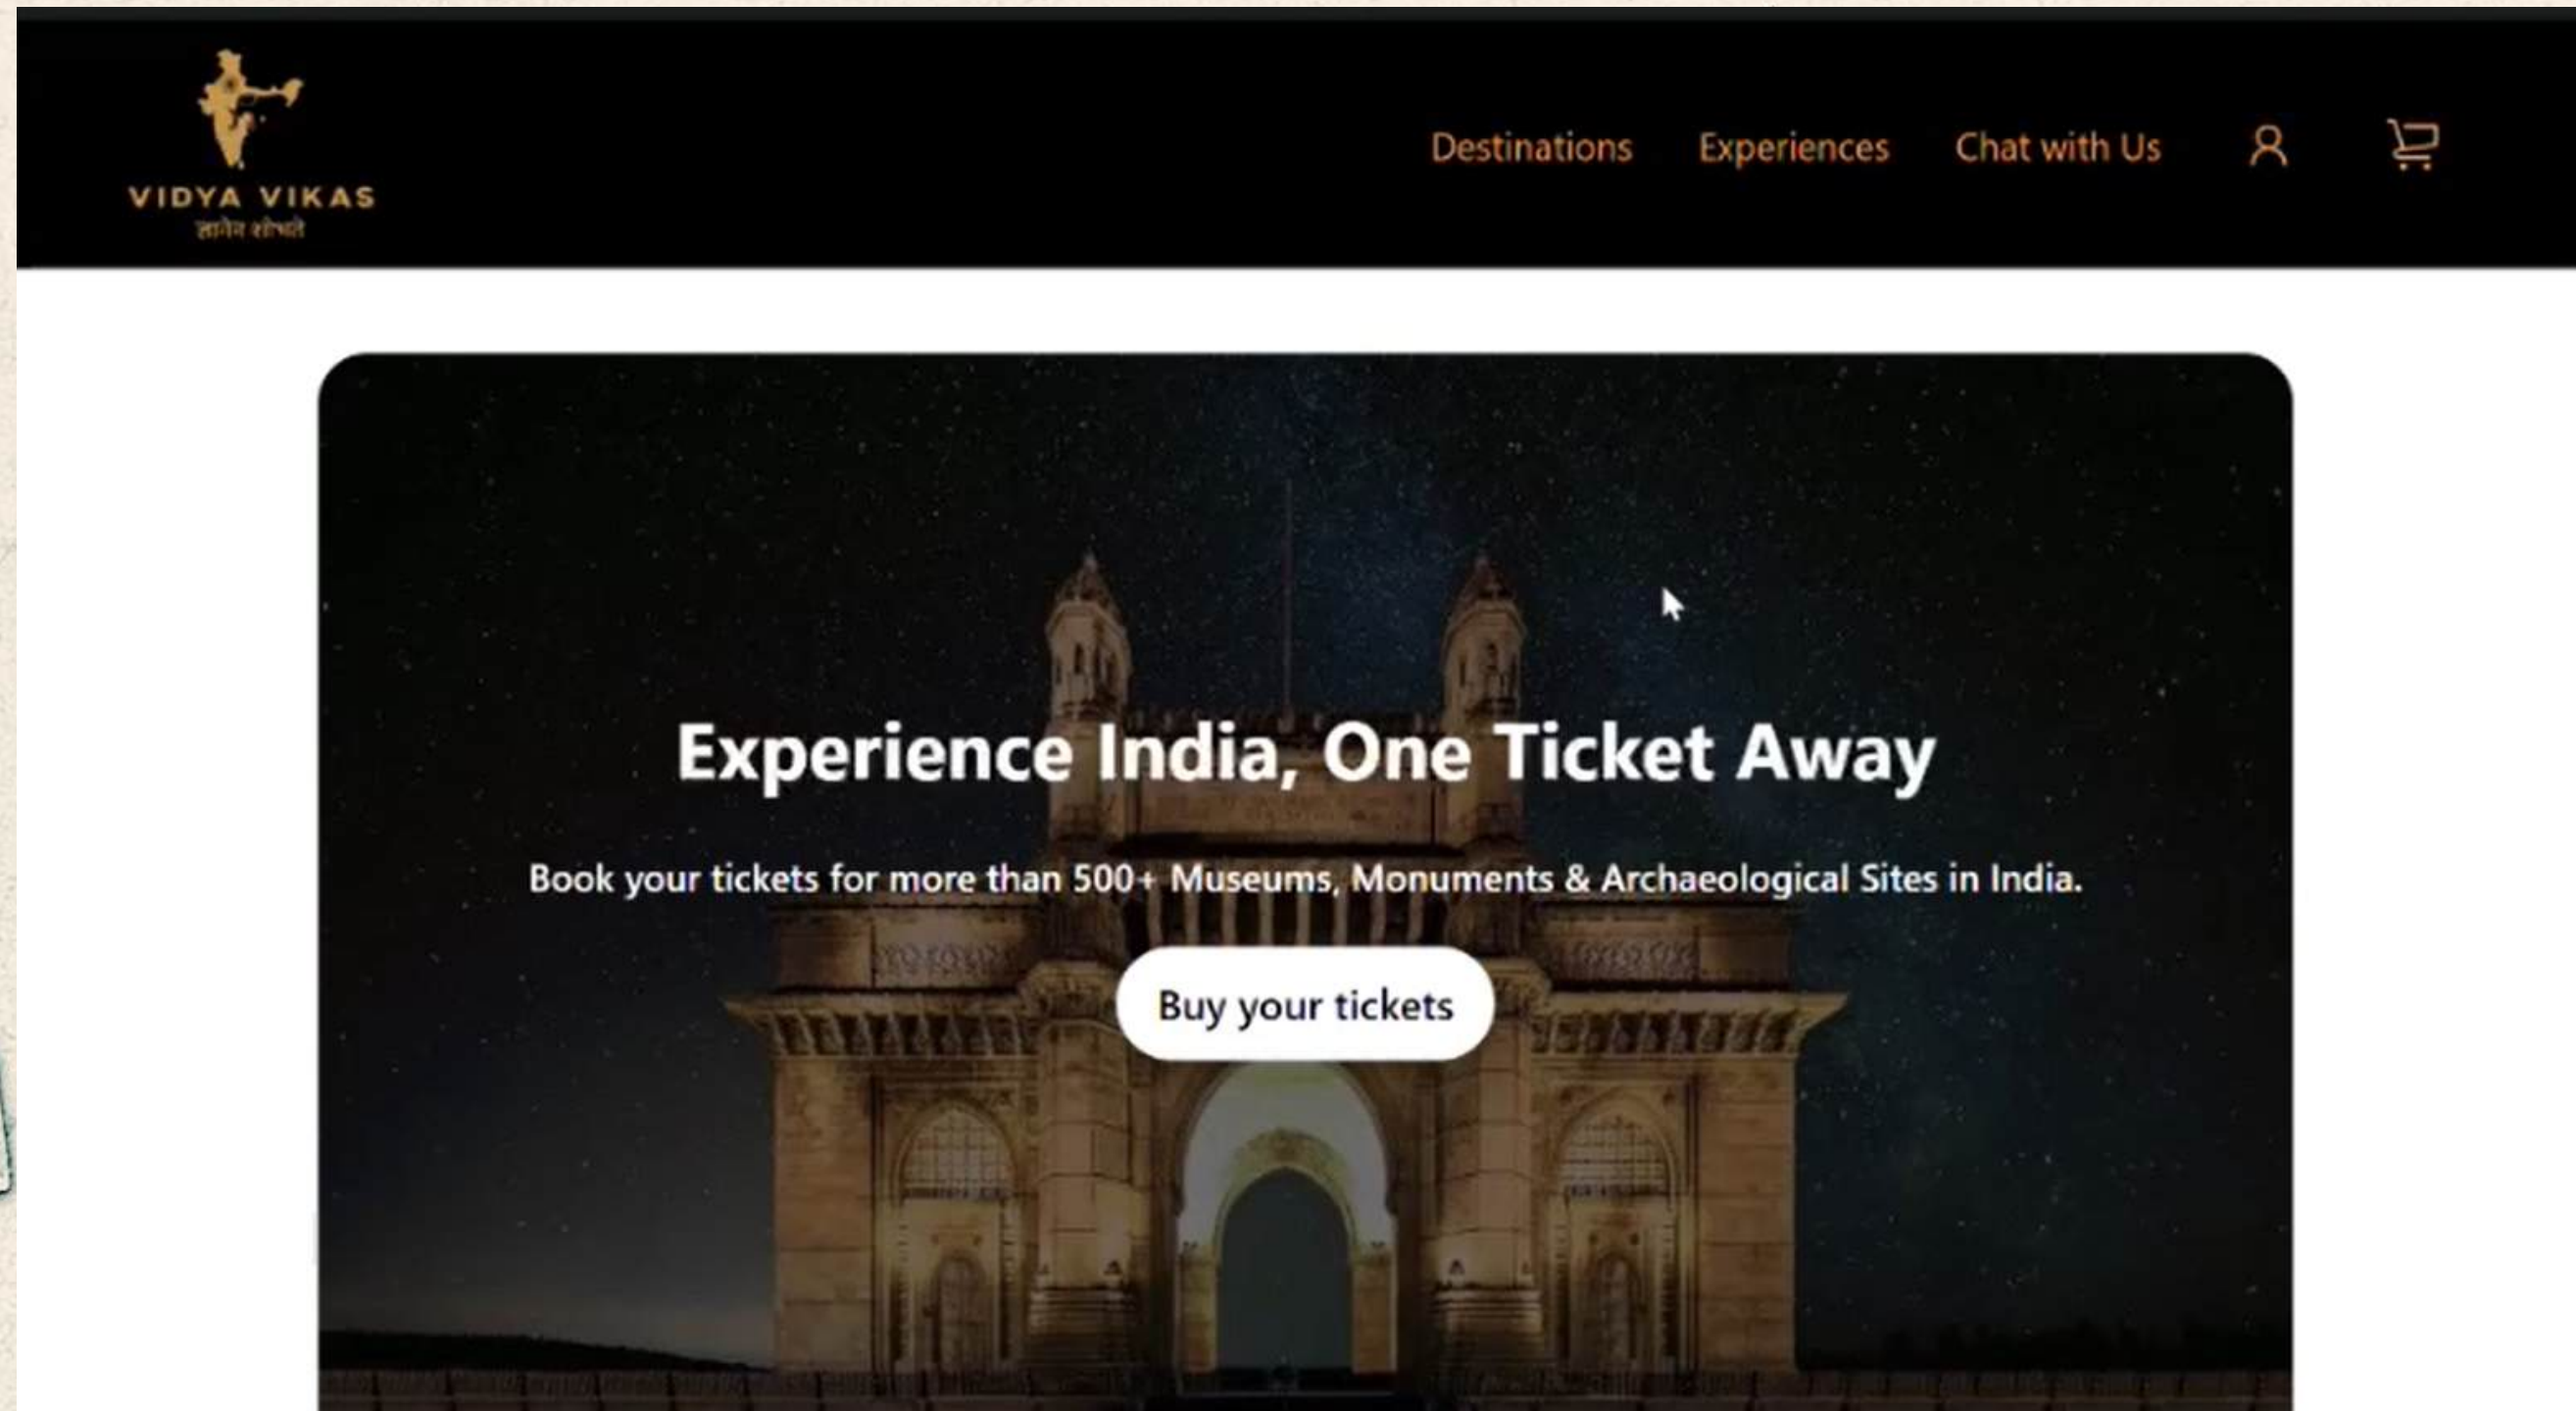 VIDYA VIKAS
ज्ञानेन शोभते
Destinations
Experiences
Chat with Us
Experience India, One Ticket Away
Book your tickets for more than 500+ Museums, Monuments & Archaeological Sites in India.
Buy your tickets